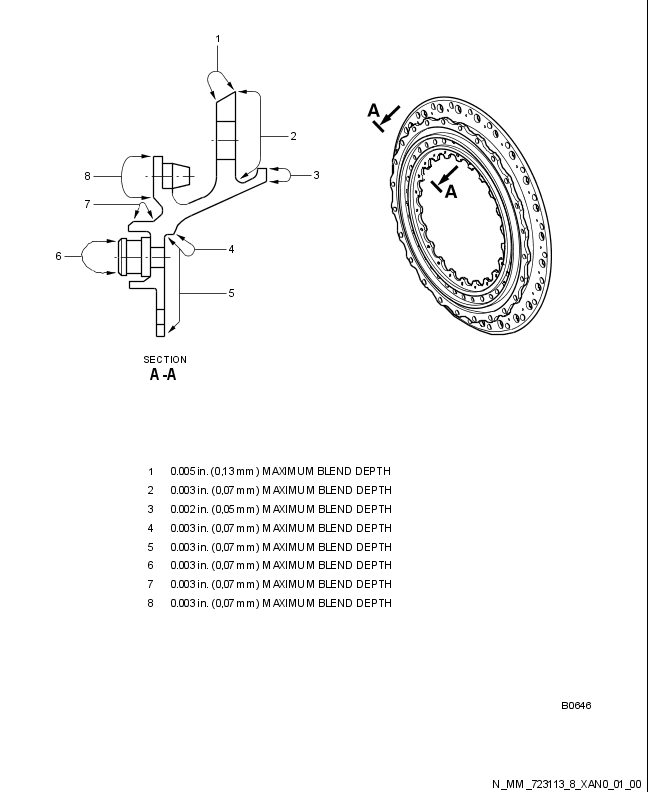 1
A
2
8
3
A
7
4
6
5
SECTION
A-A
1 0.005 in. (0,13 mm) MAXIMUM BLEND DEPTH
2 0.003 in. (0,07 mm) MAXIMUM BLEND DEPTH
3 0.002 in. (0,05 mm) MAXIMUM BLEND DEPTH
4 0.003 in. (0,07 mm) MAXIMUM BLEND DEPTH
5 0.003 in. (0,07 mm) MAXIMUM BLEND DEPTH
6 0.003 in. (0,07 mm) MAXIMUM BLEND DEPTH
7 0.003 in. (0,07 mm) MAXIMUM BLEND DEPTH
8 0.003 in. (0,07 mm) MAXIMUM BLEND DEPTH
B0646
N_MM_723113_8_XAN0_01_00